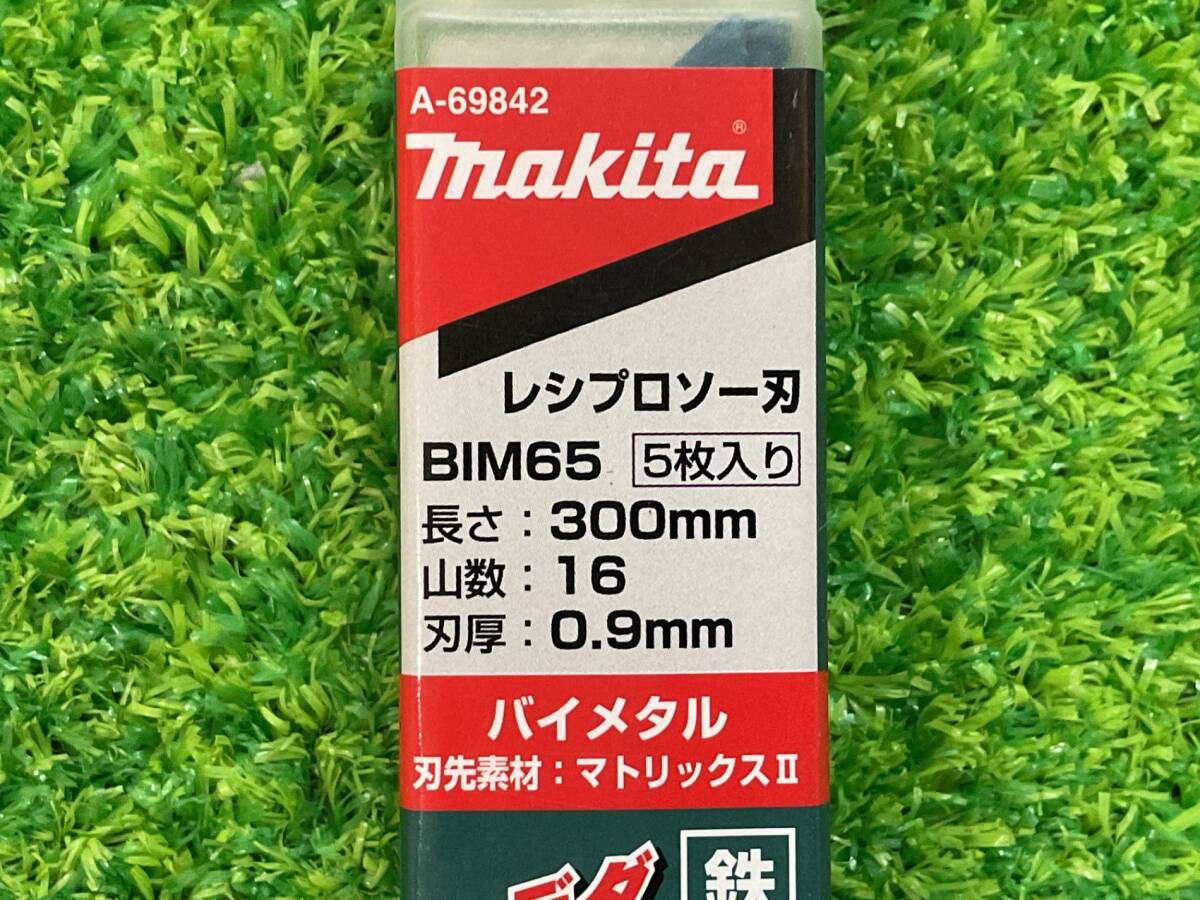 A-69842
makita®
レシプロソー刃
BIM65 5枚入り
長さ：300mm
山数：16
刃厚：0.9mm
バイメタル
刃先素材：マトリックスⅡ
鉄